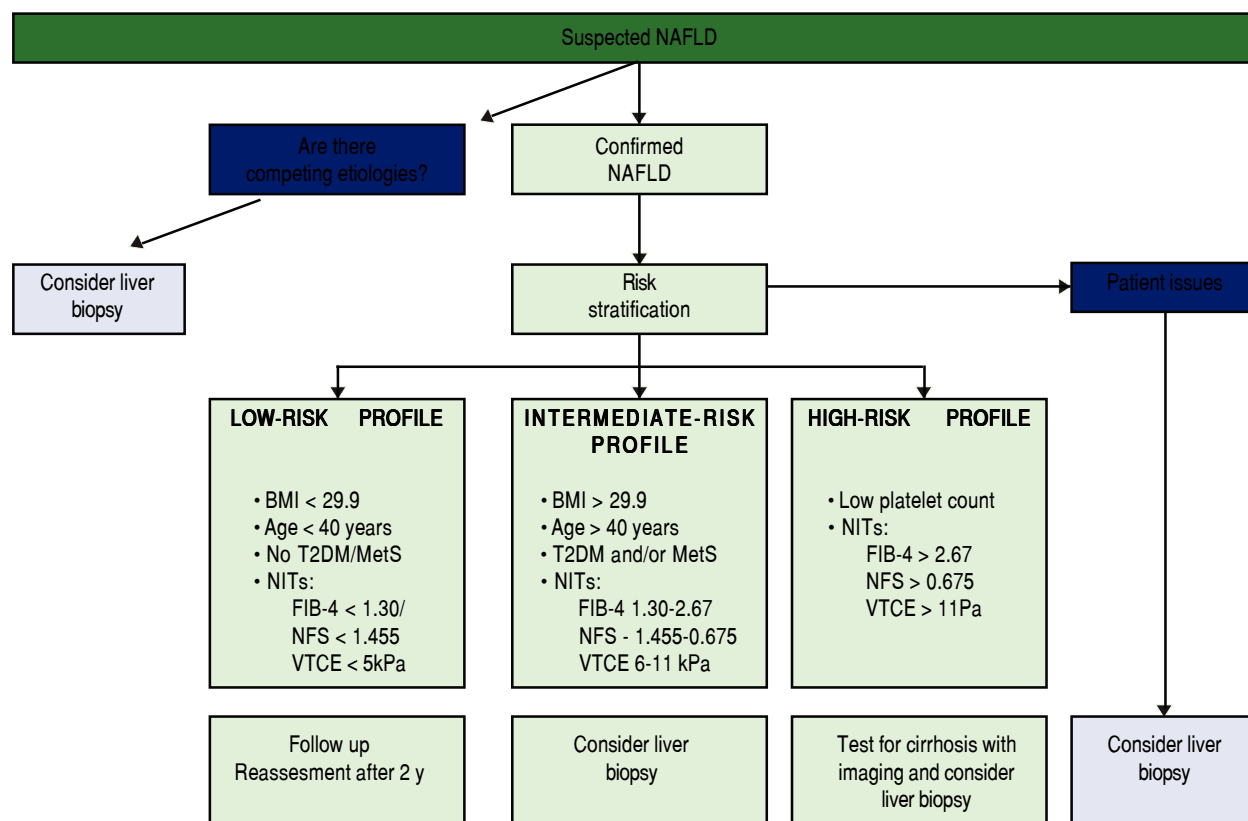 Suspected NAFLD
Are there
competing etiologies?
Confirmed
NAFLD
Consider liver
biopsy
Risk
stratification
Patient issues
LOW-RISK PROFILE
• BMI < 29.9
• Age < 40 years
• No T2DM/MetS
• NITs:
FIB-4 < 1.30/
NFS < 1.455
VTCE < 5kPa
INTERMEDIATE-RISK
PROFILE
• BMI > 29.9
• Age > 40 years
• T2DM and/or MetS
• NITs:
FIB-4 1.30-2.67
NFS - 1.455-0.675
VTCE 6-11 kPa
HIGH-RISK PROFILE
• Low platelet count
• NITs:
FIB-4 > 2.67
NFS > 0.675
VTCE > 11Pa
Follow up
Reassesment after 2 y
Consider liver
biopsy
Test for cirrhosis with
imaging and consider
liver biopsy
Consider liver
biopsy